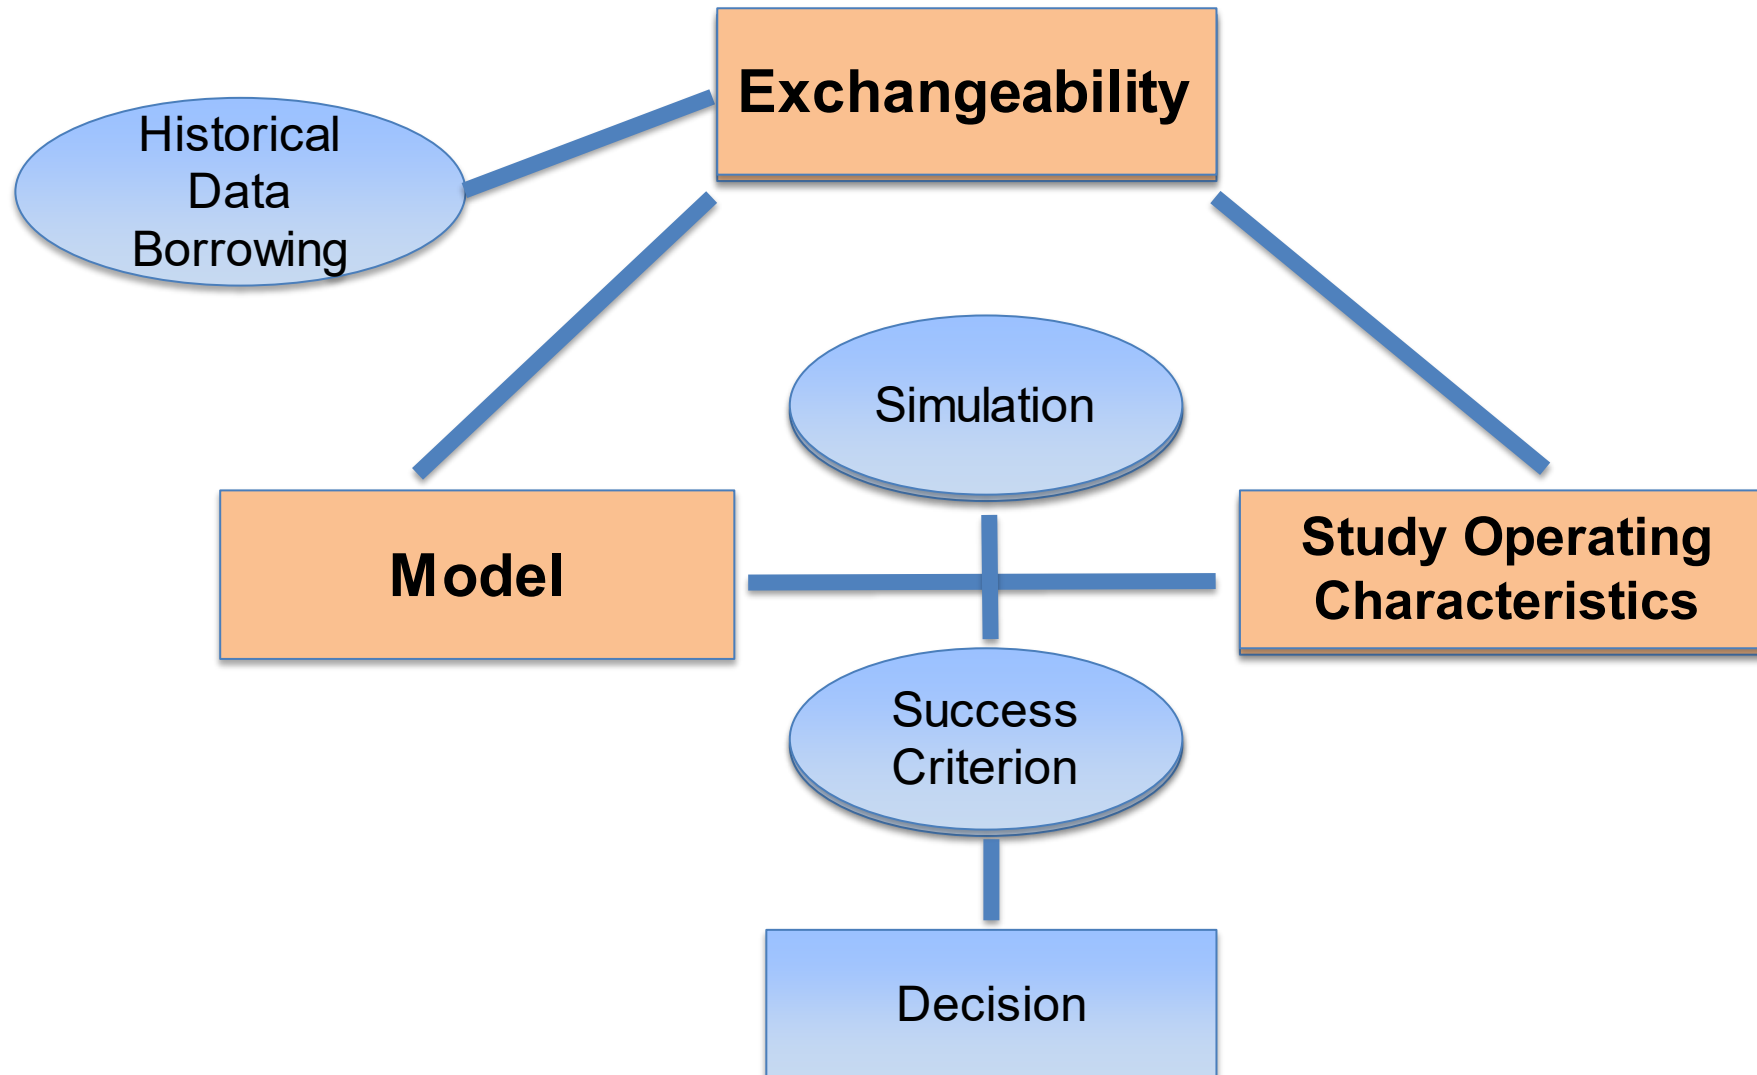 Exchangeability
Historical
Data
Borrowing
Simulation
Model
Study Operating
Characteristics
Success
Criterion
Decision